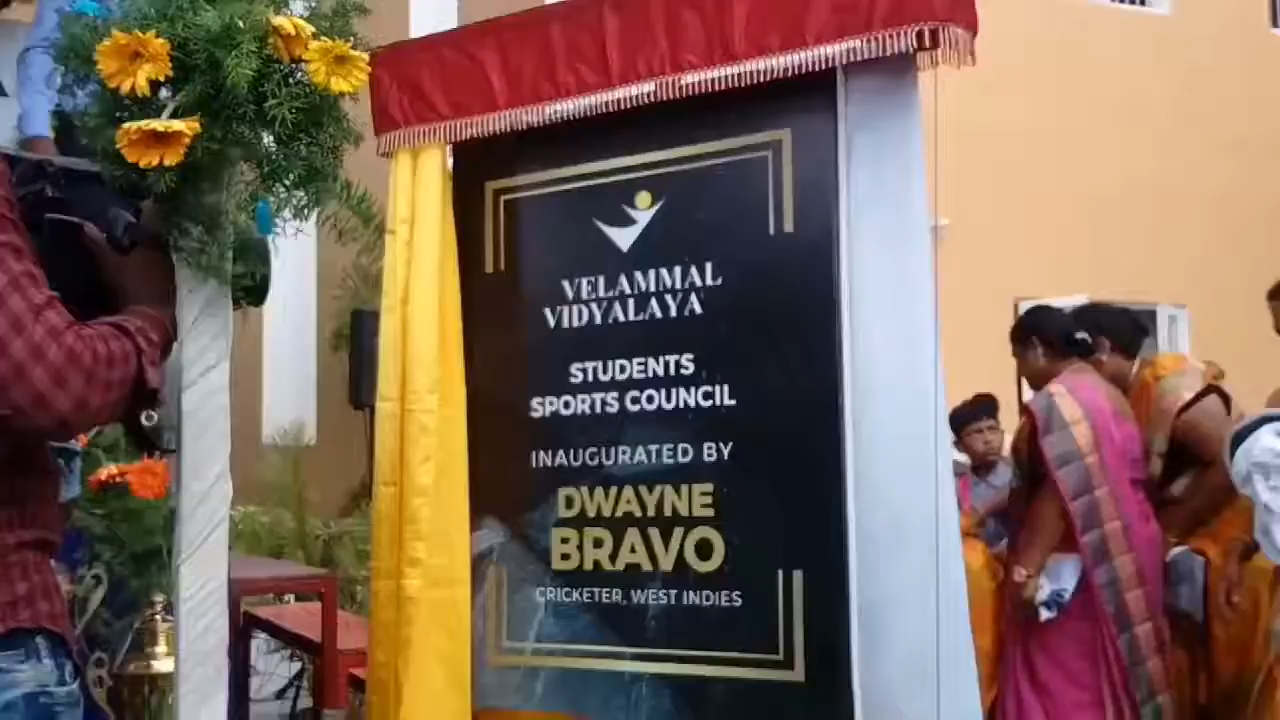 VELAMMAL
VIDYALAYA
STUDENTS
SPORTS COUNCIL
INAUGURATED BY
DWAYNE
BRAVO
CRICKETER, WEST INDIES